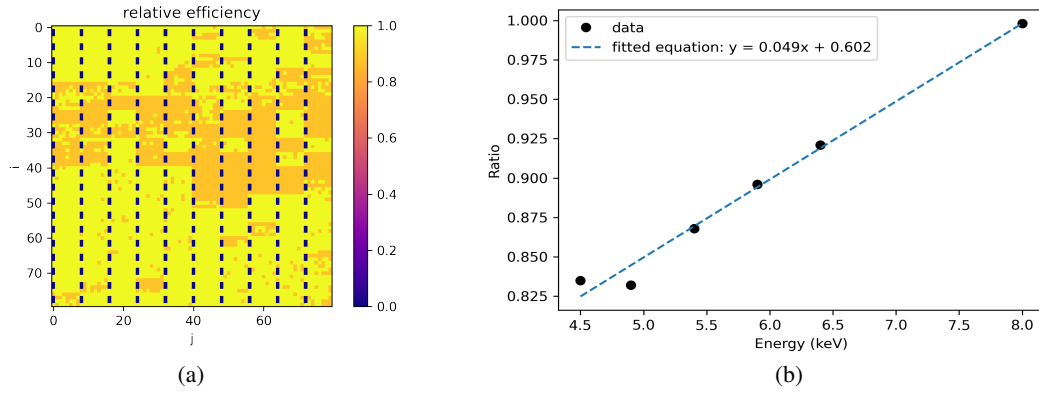 relative efficiency
0
10
20
30
40
50
60
70
i
0
20
40
60
j
1.0
0.8
0.6
0.4
0.2
0.0
(a)
data
fitted equation: y = 0.049x + 0.602
1.000
0.975
0.950
0.925
0.900
0.875
0.850
0.825
Ratio
4.5 5.0 5.5 6.0 6.5 7.0 7.5 8.0
Energy (keV)
(b)